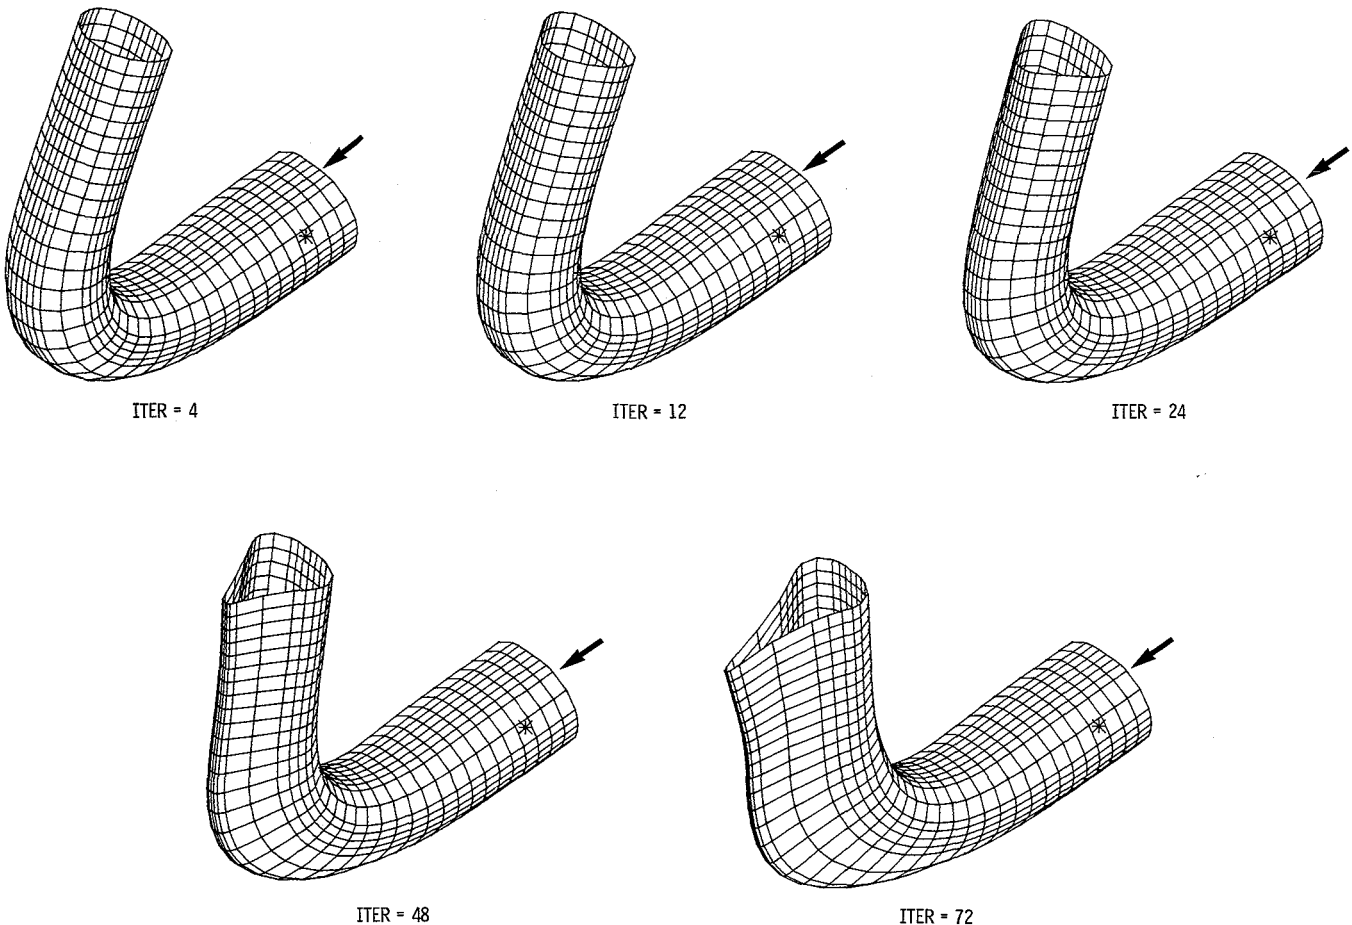 ITER = 4
ITER = 12
ITER = 24
ITER = 48
ITER = 72